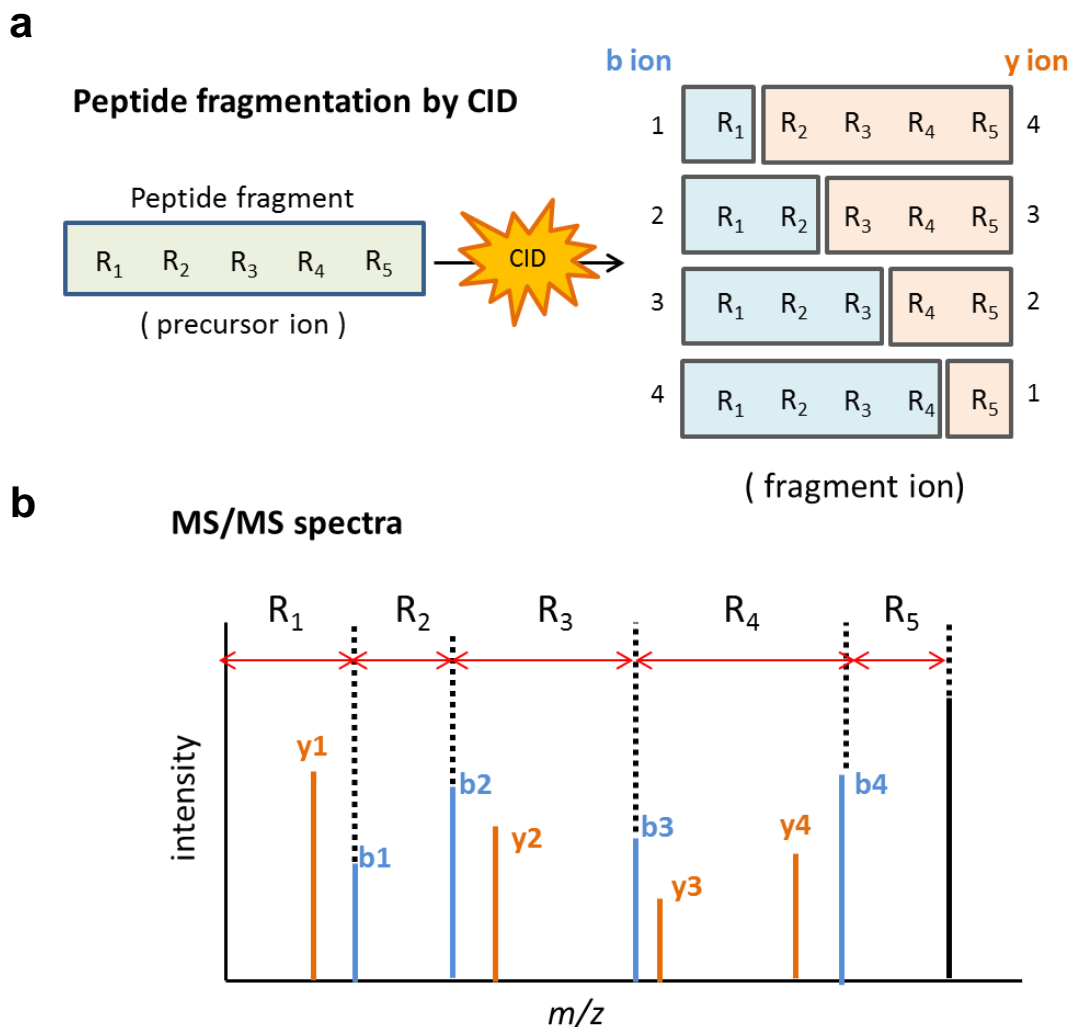 a
Peptide fragmentation by CID
Peptide fragment
R₁ R₂ R₃ R₄ R₅
( precursor ion )
CID
b ion y ion
1 R₁ R₂ R₃ R₄ R₅ 4
2 R₁ R₂ R₃ R₄ R₅ 3
3 R₁ R₂ R₃ R₄ R₅ 2
4 R₁ R₂ R₃ R₄ R₅ 1
( fragment ion)
b
MS/MS spectra
R₁ R₂ R₃ R₄ R₅
intensity
y1
b1
b2
y2
b3
y3
y4
b4
m/z